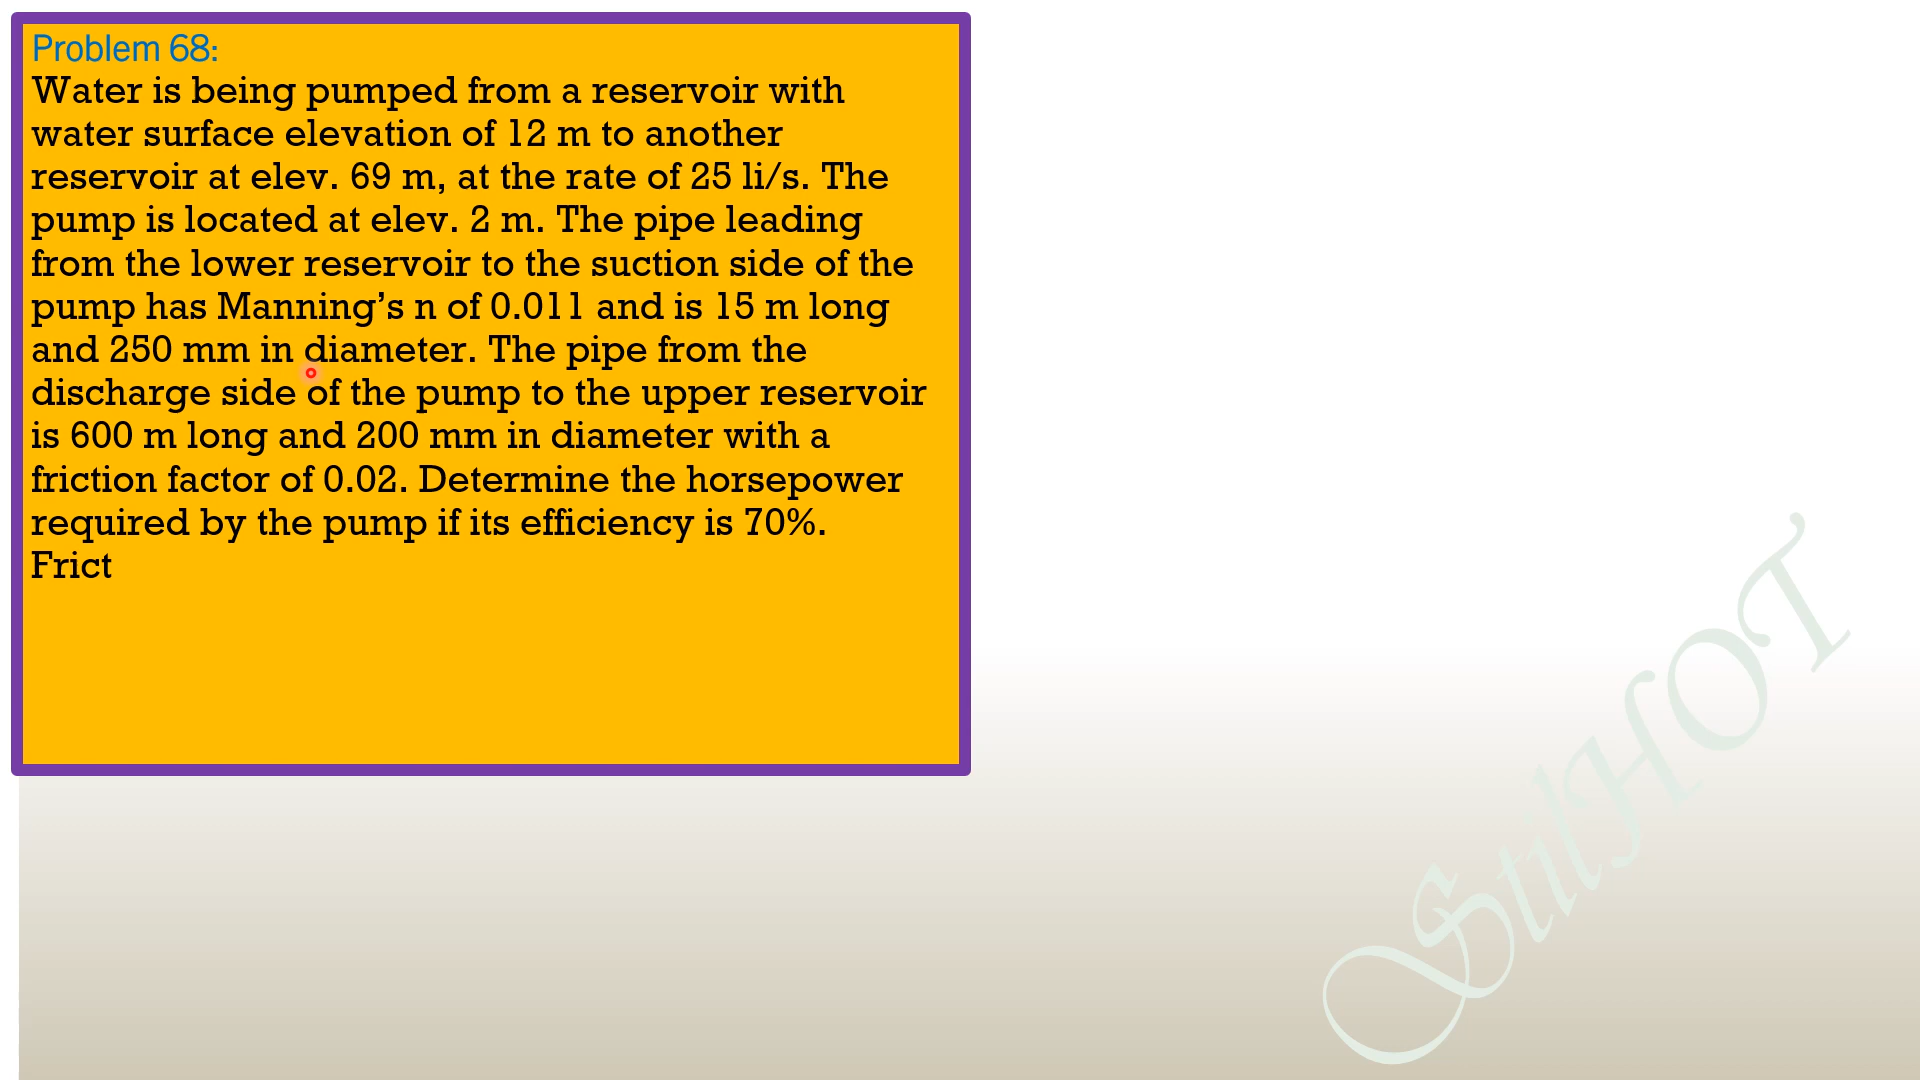 Problem 68:
Water is being pumped from a reservoir with
water surface elevation of 12 m to another
reservoir at elev. 69 m, at the rate of 25 li/s. The
pump is located at elev. 2 m. The pipe leading
from the lower reservoir to the suction side of the
pump has Manning’s n of 0.011 and is 15 m long
and 250 mm in diameter. The pipe from the
discharge side of the pump to the upper reservoir
is 600 m long and 200 mm in diameter with a
friction factor of 0.02. Determine the horsepower
required by the pump if its efficiency is 70%.
Frict
StilHOT